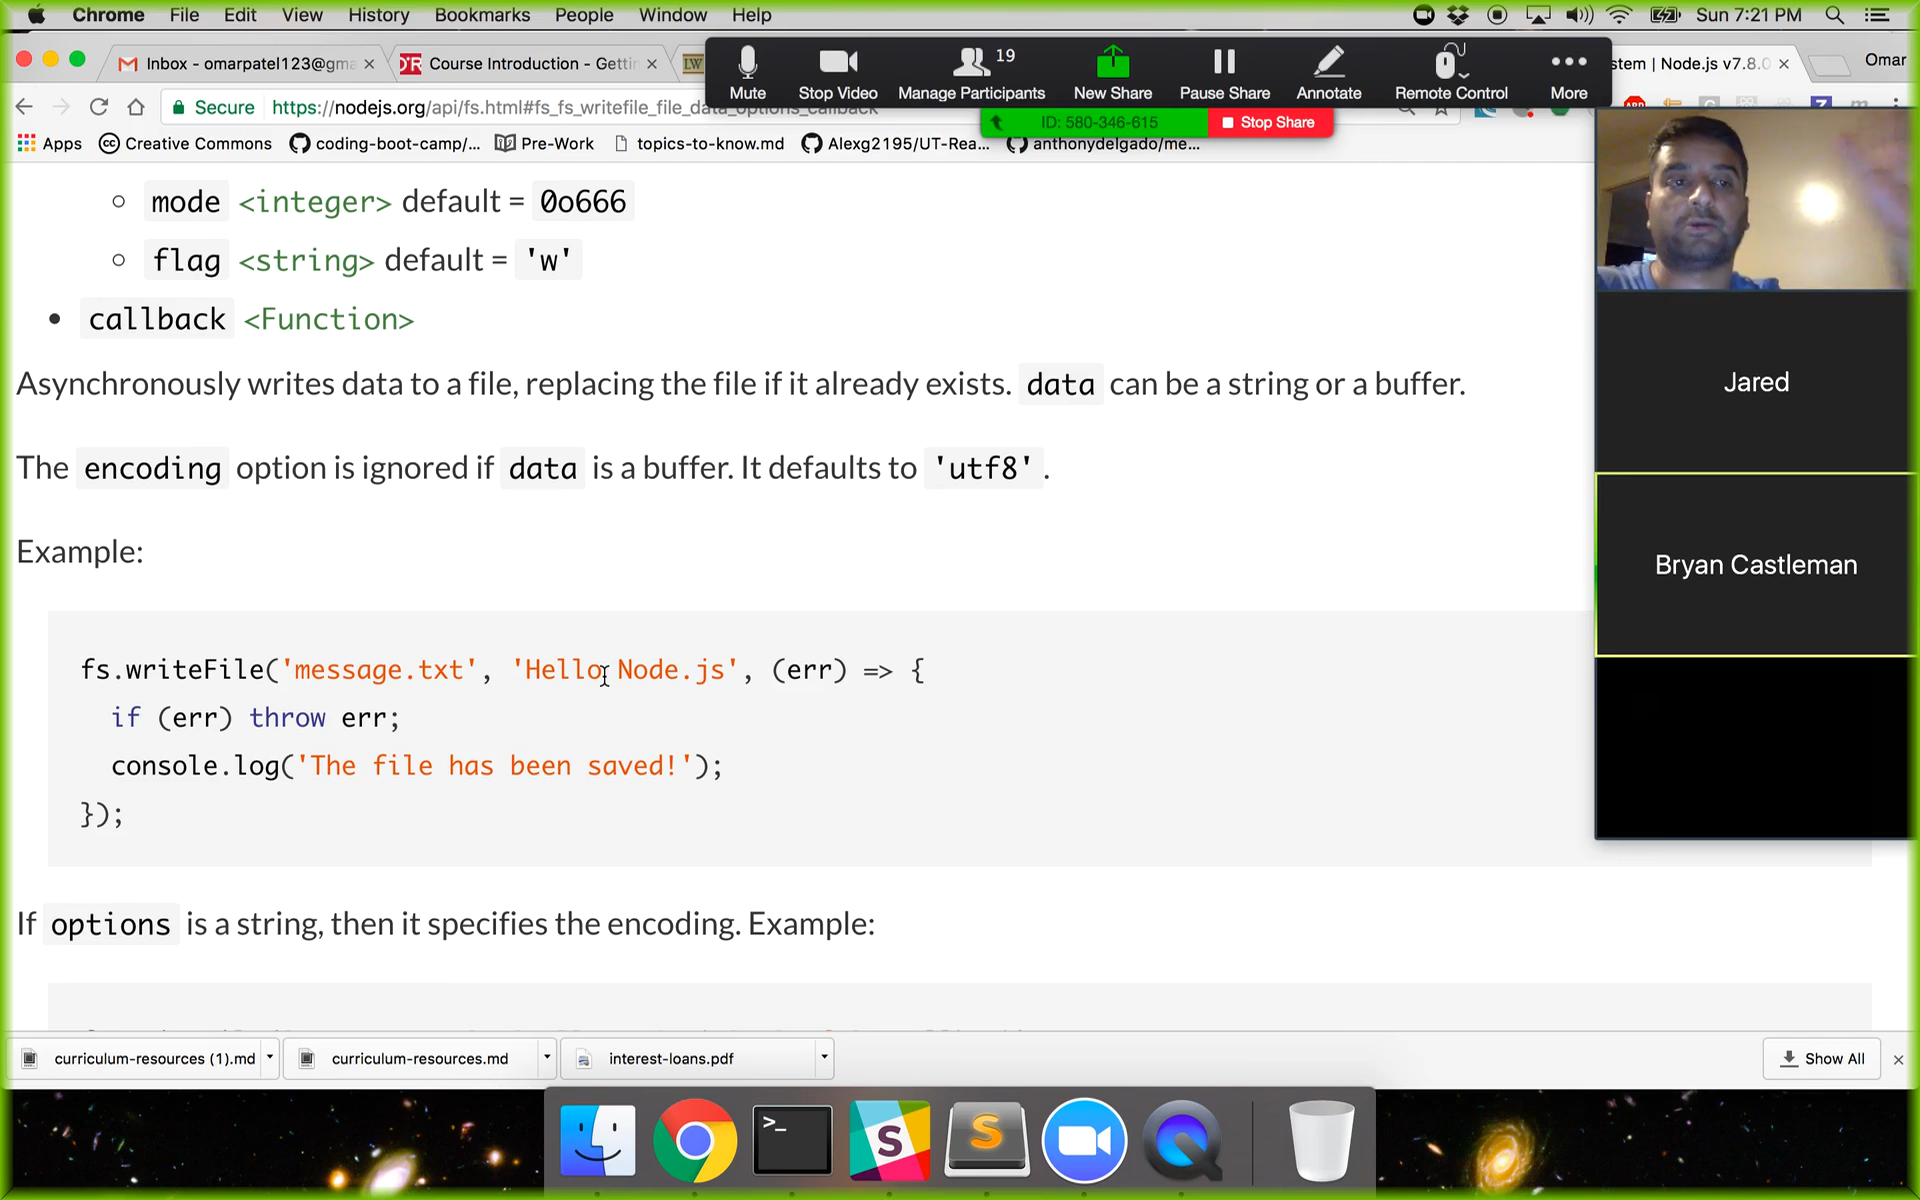 Chrome File Edit View History Bookmarks People Window Help Sun 7:21 PM
Inbox - omarpatel123@gma
Course Introduction - Gettin
LW
stem | Node.js v7.8.0
Omar
Mute Stop Video Manage Participants 19 New Share Pause Share Annotate Remote Control More
Secure https://nodejs.org/api/fs.html#fs_fs_writefile_file_data_options_callback
ID: 580-346-615 Stop Share
Apps Creative Commons coding-boot-camp/... Pre-Work topics-to-know.md Alexg2195/UT-Rea... anthonydelgado/me...
mode <integer> default = 0o666
flag <string> default = 'w'
callback <Function>
Asynchronously writes data to a file, replacing the file if it already exists. data can be a string or a buffer.
The encoding option is ignored if data is a buffer. It defaults to 'utf8'.
Example:
fs.writeFile('message.txt', 'Hello Node.js', (err) => {
if (err) throw err;
console.log('The file has been saved!');
});
If options is a string, then it specifies the encoding. Example:
Jared
Bryan Castleman
curriculum-resources (1).md curriculum-resources.md interest-loans.pdf Show All